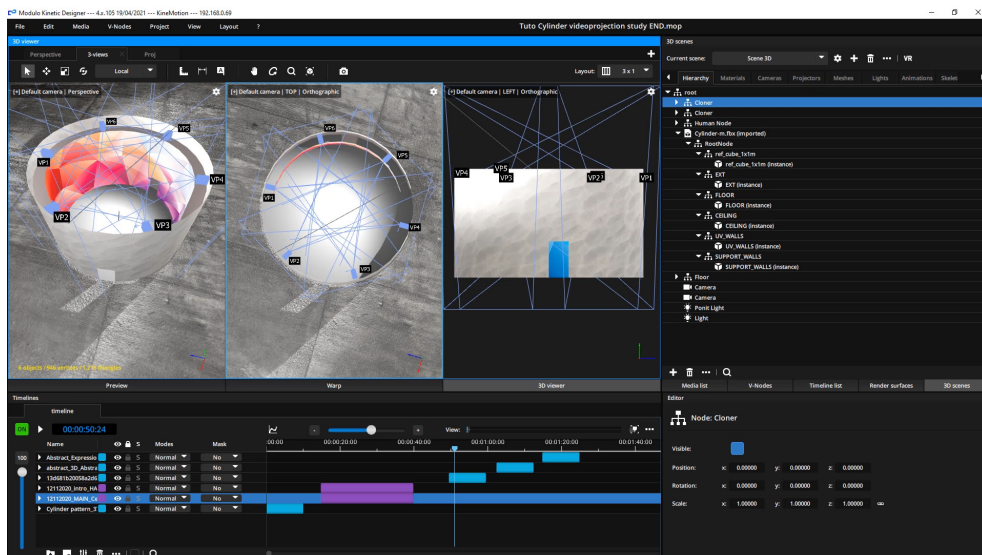 Modulo Kinetic Designer --- 4.x.105 19/04/2021 --- KineMotion --- 192.168.0.69
File Edit Media V-Nodes Project View Layout ? Tuto Cylinder videoprojection study END.mop
3D viewer
Perspective 3-views Proj
Local Layout: 3 x 1
[+] Default camera | Perspective
VP6
VP5
VP1
VP4
VP2
VP3
[+] Default camera | TOP | Orthographic
VP6
VP5
VP1
VP4
VP2
VP3
[+] Default camera | LEFT | Orthographic
VP5
VP4 VP3 VP2 VP1
Preview Warp 3D viewer
3D scenes
Current scene: Scene 3D VR
Hierarchy Materials Cameras Projectors Meshes Lights Animations Skelet
root
Cloner
Cloner
Human Node
Cylinder-m.fbx (Imported)
RootNode
ref_cube_1x1m
ref_cube_1x1m (instance)
EXT
EXT (instance)
FLOOR
FLOOR (instance)
CEILING
CEILING (instance)
UV_WALLS
UV_WALLS (instance)
SUPPORT_WALLS
SUPPORT_WALLS (instance)
Floor
Camera
Camera
Ponit Light
Light
Media list V-Nodes Timeline list Render surfaces 3D scenes
Timelines
timeline
ON 00:00:50:24 View:
Name S Modes Mask :00:00 00:00:20:00 00:00:40:00 00:01:00:00 00:01:20:00 00:01:40:00
100 Abstract_Expressio S Normal No
abstract_3D_Abstra S Normal No
13d681b20058a2d6 S Normal No
12112020_Intro_HA S Normal No
12112020_MAIN_Ce S Normal No
Cylinder pattern_3 S Normal No
Editor
Node: Cloner
Visible:
Position: x: 0.00000 y: 0.00000 z: 0.00000
Rotation: x: 0.00000 y: 0.00000 z: 0.00000
Scale: x: 1.00000 y: 1.00000 z: 1.00000